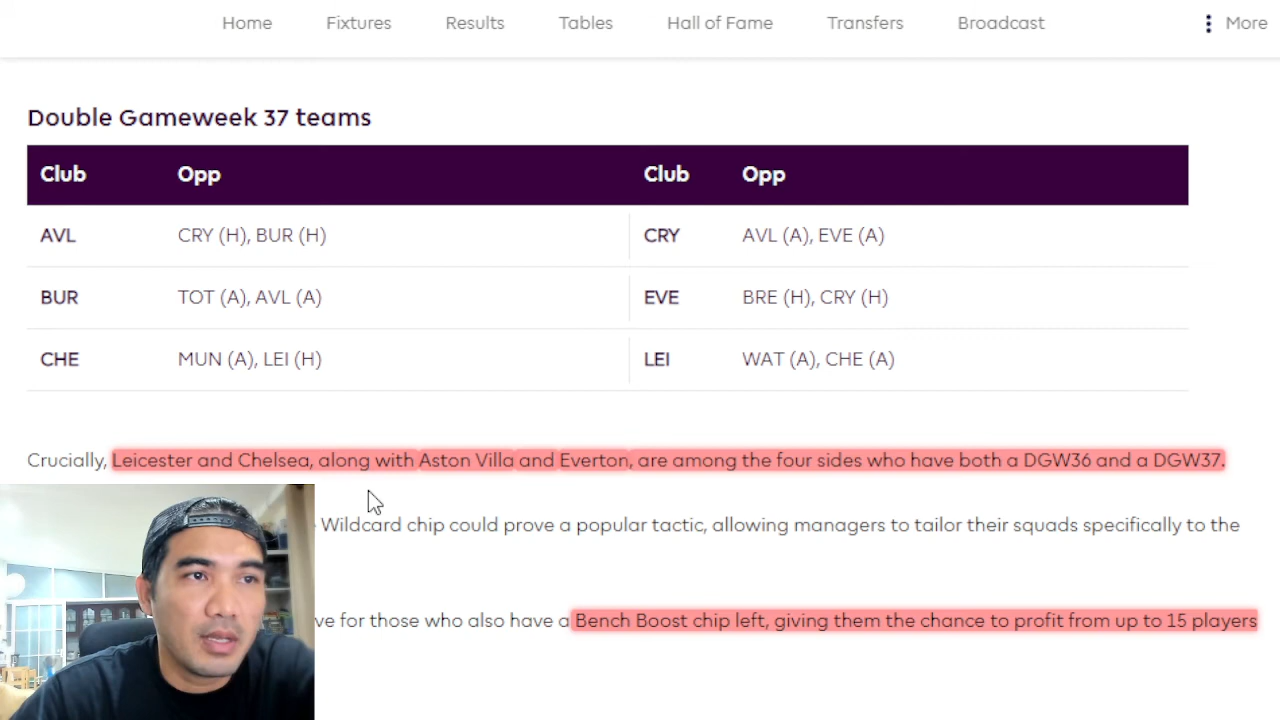 Home Fixtures Results Tables Hall of Fame Transfers Broadcast More
Double Gameweek 37 teams
Club Opp Club Opp
AVL CRY (H), BUR (H) CRY AVL (A), EVE (A)
BUR TOT (A), AVL (A) EVE BRE (H), CRY (H)
CHE MUN (A), LEI (H) LEI WAT (A), CHE (A)
Crucially, Leicester and Chelsea, along with Aston Villa and Everton, are among the four sides who have both a DGW36 and a DGW37.
Wildcard chip could prove a popular tactic, allowing managers to tailor their squads specifically to the
ve for those who also have a Bench Boost chip left, giving them the chance to profit from up to 15 players